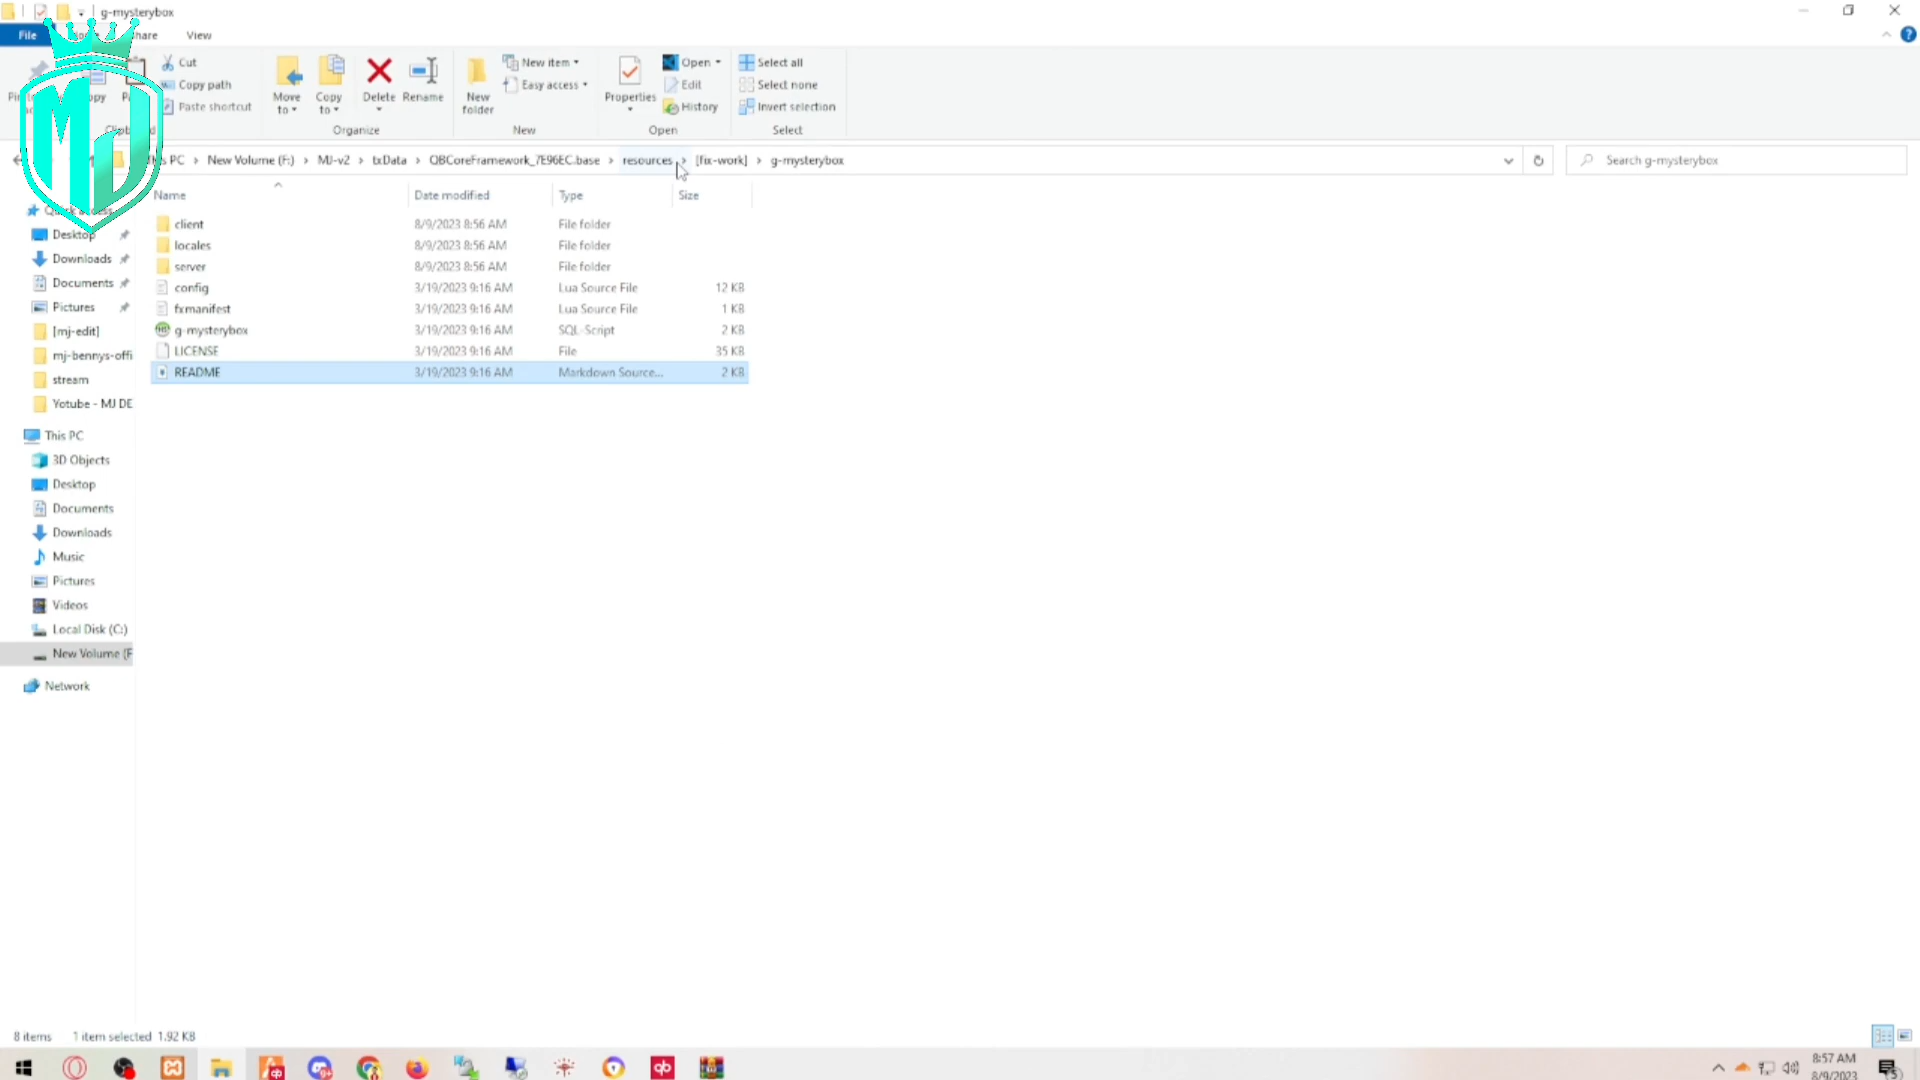 g-mysterybox
File
hare
View
Cut
Copy path
Paste shortcut
Move to
Copy to
Delete
Rename
New folder
New item
Easy access
Properties
Open
Edit
History
Select all
Select none
Invert selection
Organize
New
Open
Select
MJ
PC › New Volume (F:) › MJ-v2 › txData › QBCoreFramework_7E96EC.base › resources › [fix-work] › g-mysterybox
Search g-mysterybox
Name Date modified Type Size
client 8/9/2023 8:56 AM File folder
locales 8/9/2023 8:56 AM File folder
server 8/9/2023 8:56 AM File folder
config 3/19/2023 9:16 AM Lua Source File 12 KB
fxmanifest 3/19/2023 9:16 AM Lua Source File 1 KB
g-mysterybox 3/19/2023 9:16 AM SQL-Script 2 KB
LICENSE 3/19/2023 9:16 AM File 35 KB
README 3/19/2023 9:16 AM Markdown Source... 2 KB
Desktop
Downloads
Documents
Pictures
[mj-edit]
mj-bennys-offi
stream
Yotube - MJ DE
This PC
3D Objects
Desktop
Documents
Downloads
Music
Pictures
Videos
Local Disk (C:)
New Volume (F
Network
8 items 1 item selected 1.92 KB
8:57 AM
8/9/2023